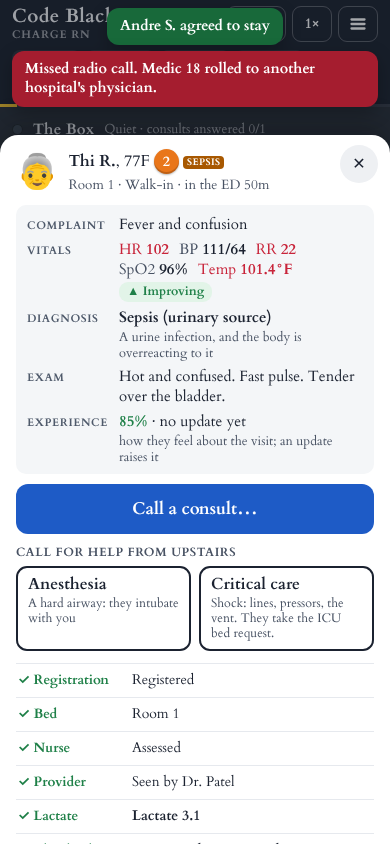 Code Blac
CHARGE RN
Andre S. agreed to stay
1×
Missed radio call. Medic 18 rolled to another
hospital's physician.
The Box Quiet · consults answered 0/1
Thi R., 77F 2 SEPSIS
Room 1 · Walk-in · in the ED 50m
×
COMPLAINT Fever and confusion
VITALS HR 102 BP 111/64 RR 22
SpO2 96% Temp 101.4°F
▲ Improving
DIAGNOSIS Sepsis (urinary source)
A urine infection, and the body is
overreacting to it
EXAM Hot and confused. Fast pulse. Tender
over the bladder.
EXPERIENCE 85% · no update yet
how they feel about the visit; an update
raises it
Call a consult…
CALL FOR HELP FROM UPSTAIRS
Anesthesia
A hard airway: they intubate
with you
Critical care
Shock: lines, pressors, the
vent. They take the ICU
bed request.
✓ Registration Registered
✓ Bed Room 1
✓ Nurse Assessed
✓ Provider Seen by Dr. Patel
✓ Lactate Lactate 3.1